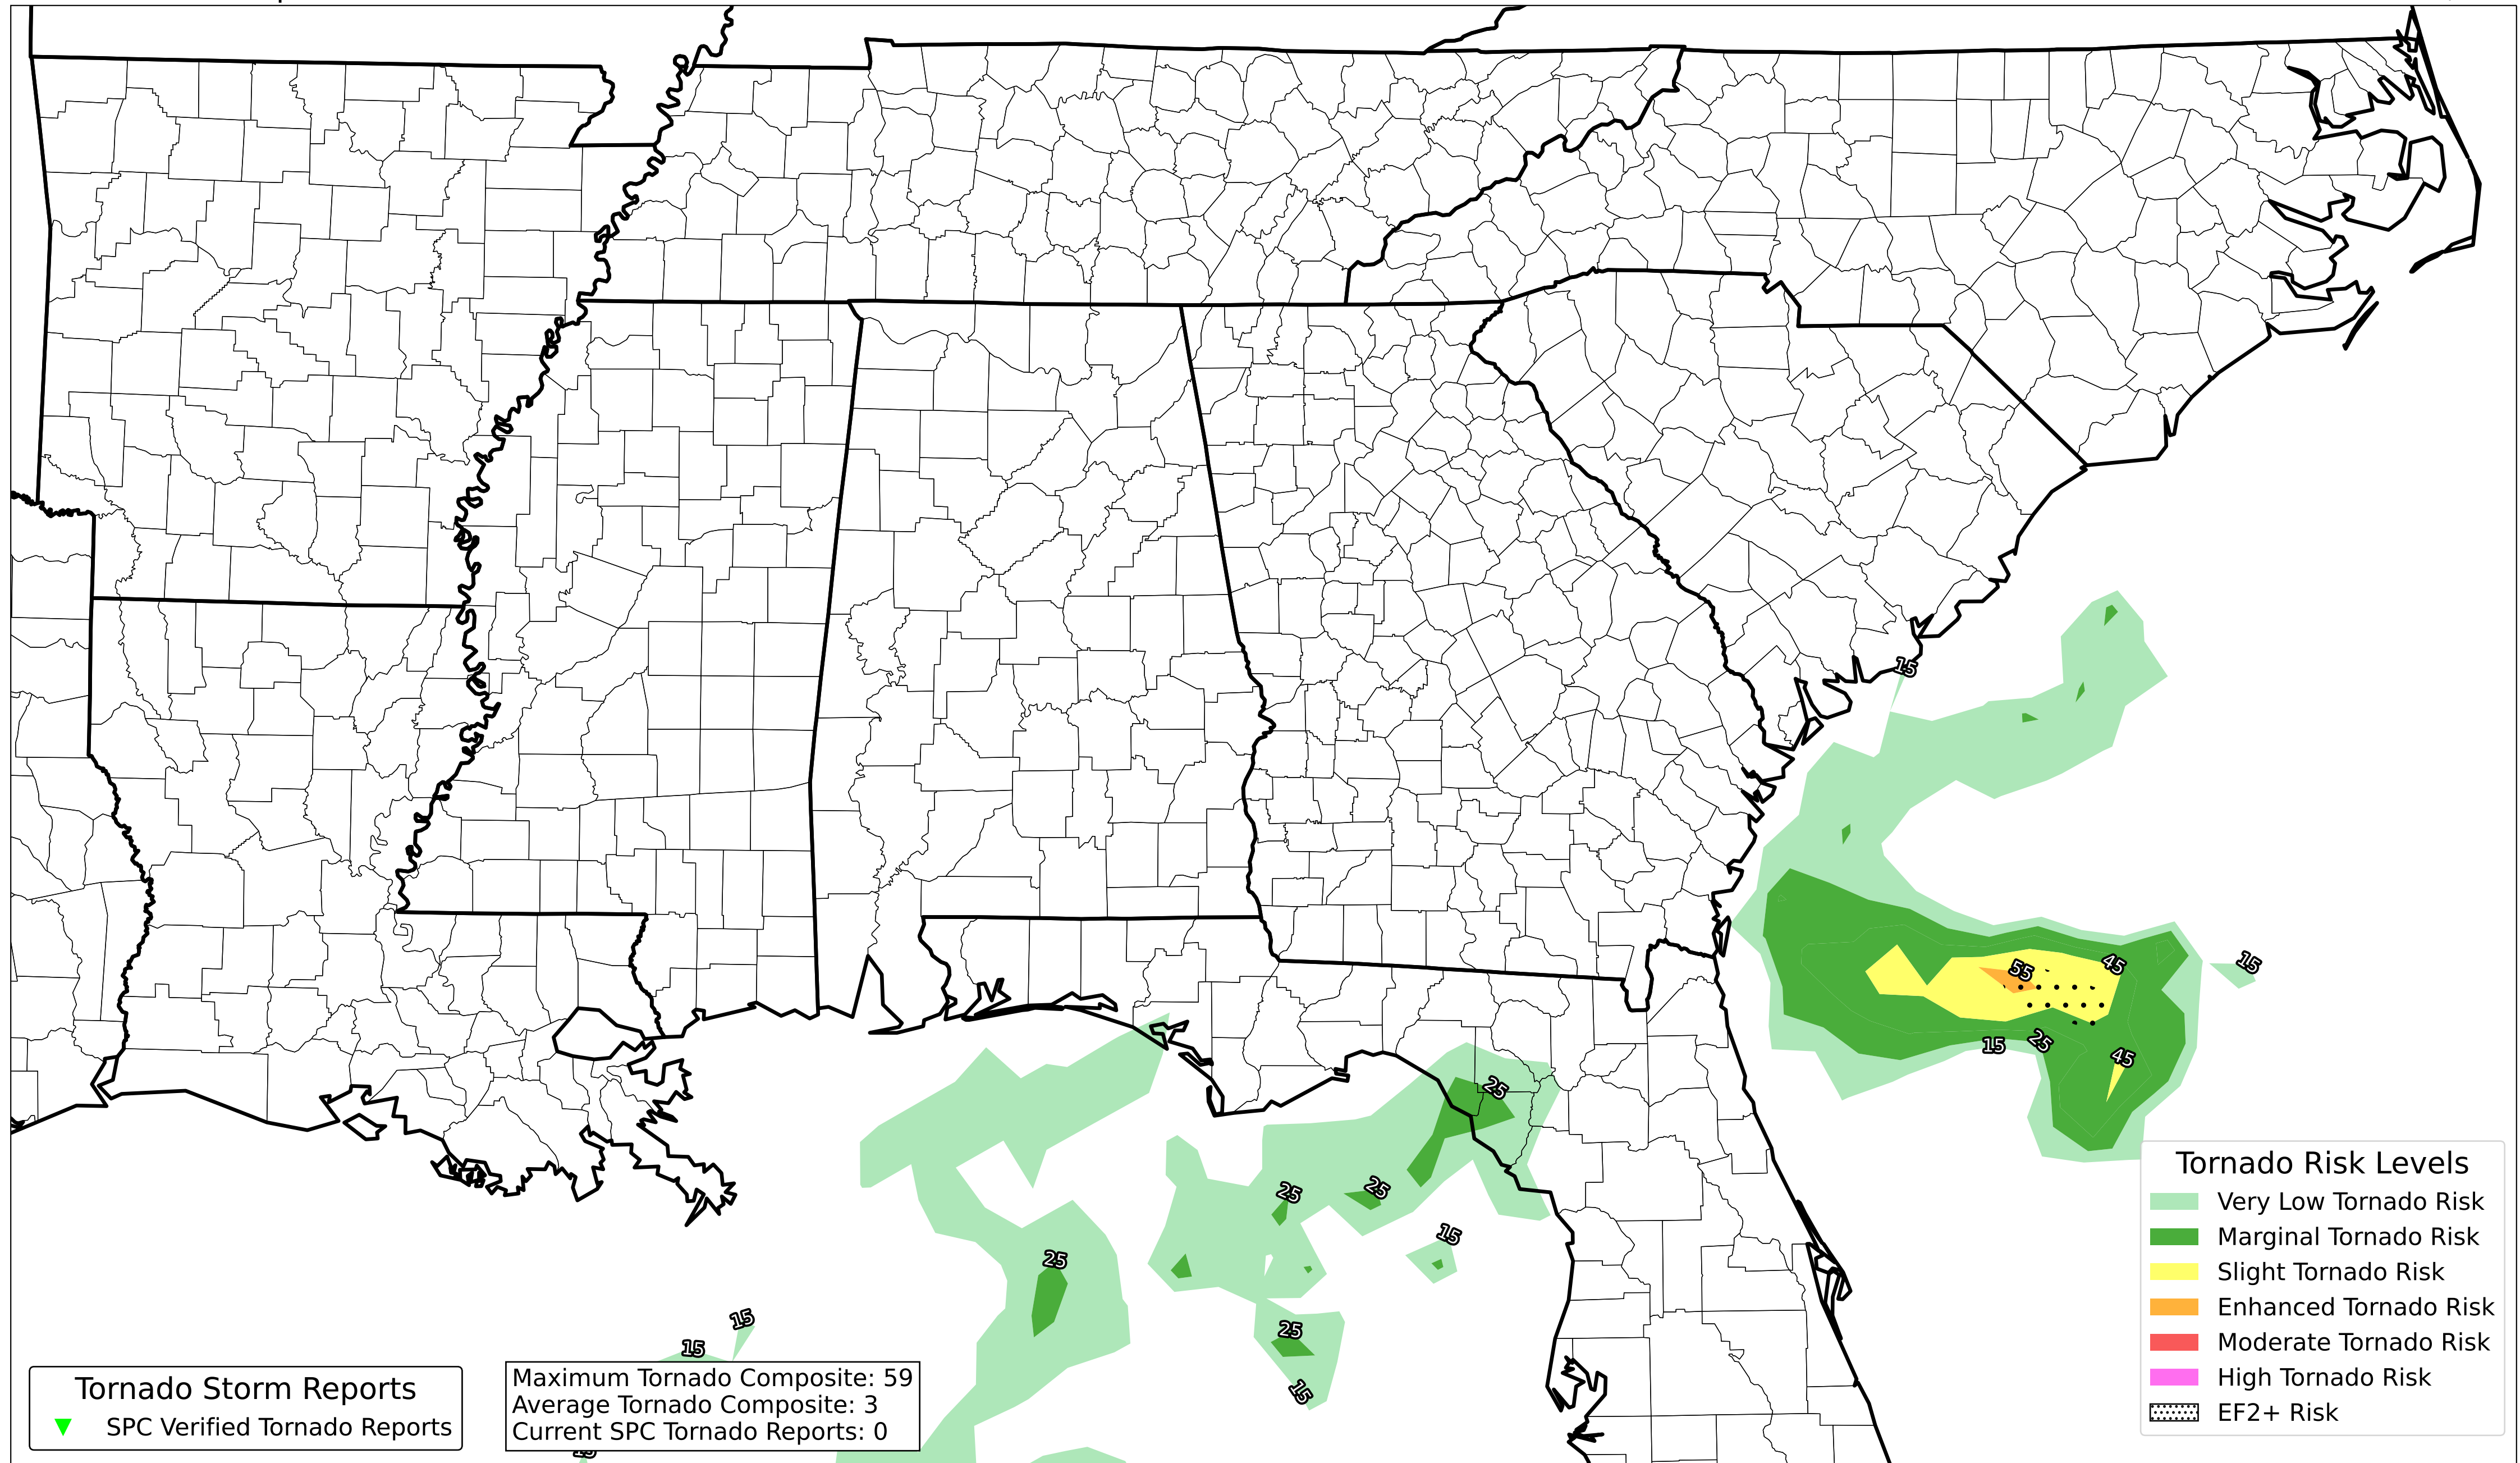 15
55
45
15
15
25
45
25
25
25
15
25
25
15
15
15
Tornado Risk Levels
Very Low Tornado Risk
Marginal Tornado Risk
Slight Tornado Risk
Enhanced Tornado Risk
Moderate Tornado Risk
High Tornado Risk
EF2+ Risk
Tornado Storm Reports
SPC Verified Tornado Reports
Maximum Tornado Composite: 59
Average Tornado Composite: 3
Current SPC Tornado Reports: 0